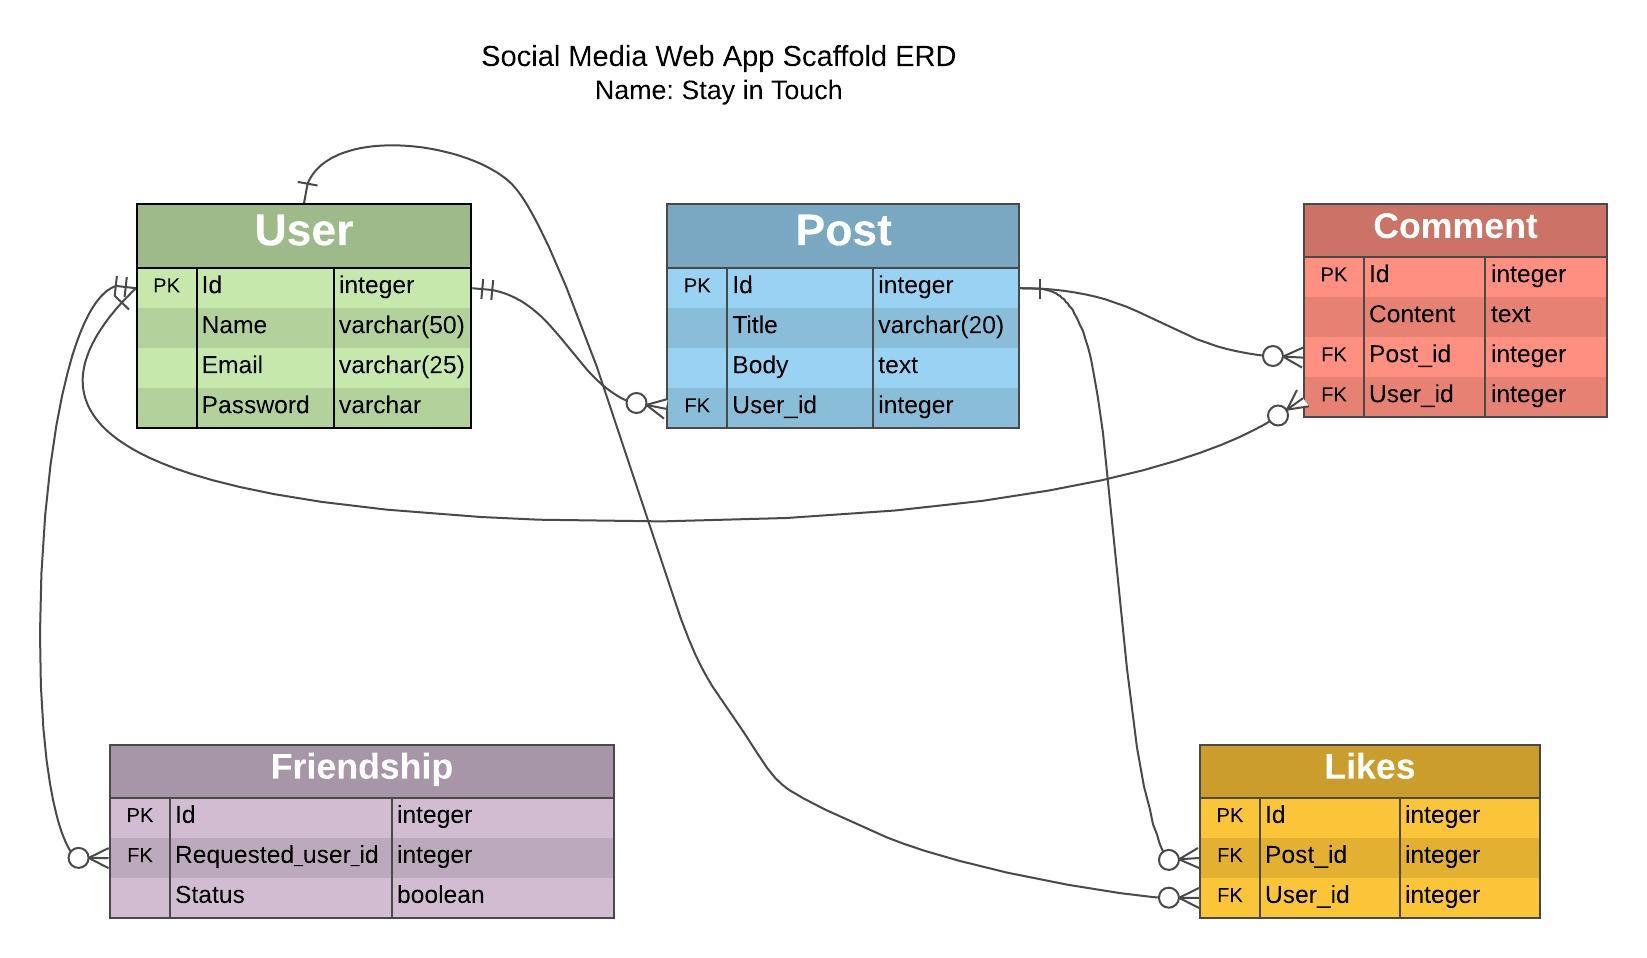 Social Media Web App Scaffold ERD
Name: Stay in Touch
User
PK Id integer
Name varchar(50)
Email varchar(25)
Password varchar
Post
PK Id integer
Title varchar(20)
Body text
FK User_id integer
Comment
PK Id integer
Content text
FK Post_id integer
FK User_id integer
Friendship
PK Id integer
FK Requested_user_id integer
Status boolean
Likes
PK Id integer
FK Post_id integer
FK User_id integer